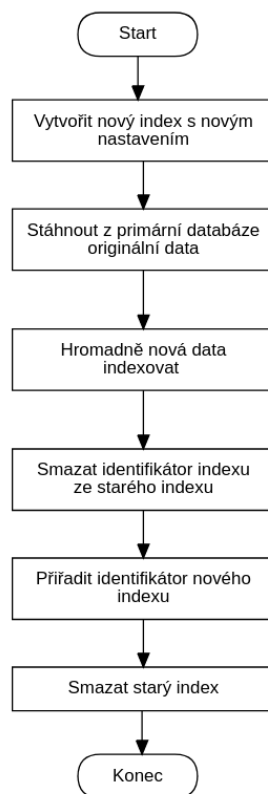 Start
Vytvořit nový index s novým
nastavením
Stáhnout z primární databáze
originální data
Hromadně nová data
indexovat
Smazat identifikátor indexu
ze starého indexu
Přiřadit identifikátor nového
indexu
Smazat starý index
Konec